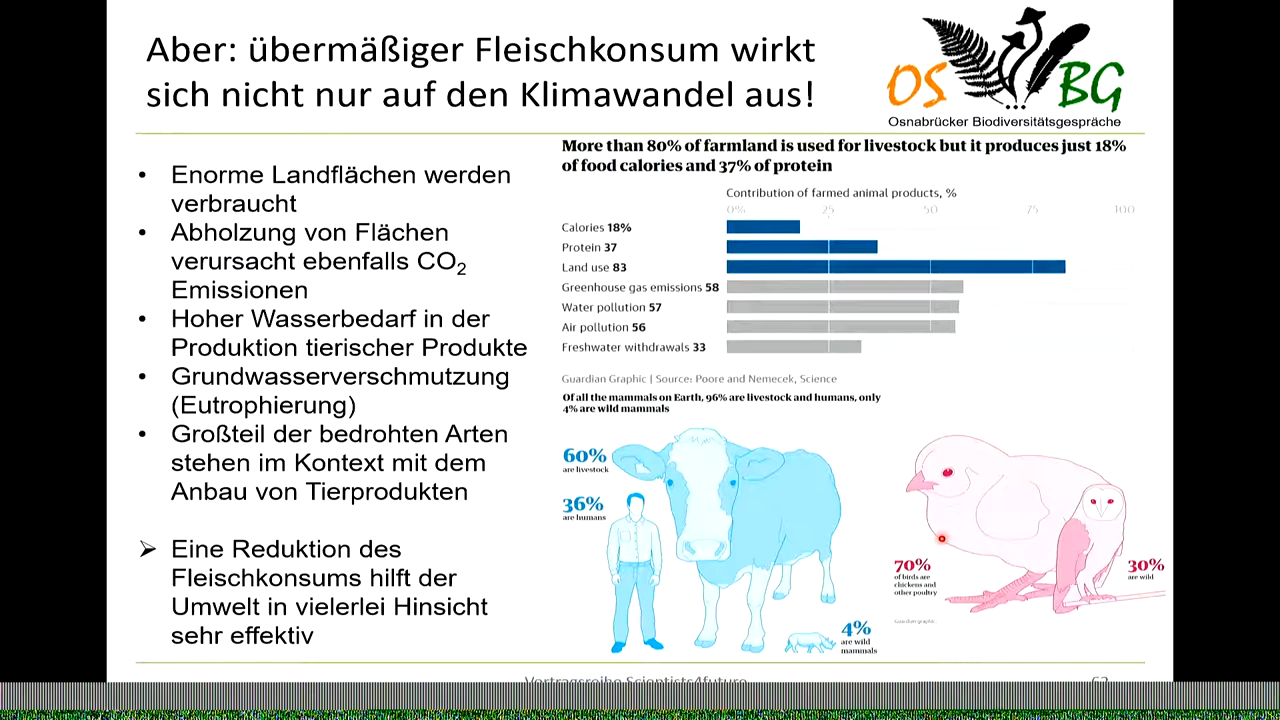 Aber: übermäßiger Fleischkonsum wirkt
sich nicht nur auf den Klimawandel aus!
OS BG
Osnabrücker Biodiversitätsgespräche
• Enorme Landflächen werden
verbraucht
• Abholzung von Flächen
verursacht ebenfalls CO2
Emissionen
• Hoher Wasserbedarf in der
Produktion tierischer Produkte
• Grundwasserverschmutzung
(Eutrophierung)
• Großteil der bedrohten Arten
stehen im Kontext mit dem
Anbau von Tierprodukten
➢ Eine Reduktion des
Fleischkonsums hilft der
Umwelt in vielerlei Hinsicht
sehr effektiv
More than 80% of farmland is used for livestock but it produces just 18%
of food calories and 37% of protein
Contribution of farmed animal products, %
0% 25 50 75 100
Calories 18%
Protein 37
Land use 83
Greenhouse gas emissions 58
Water pollution 57
Air pollution 56
Freshwater withdrawals 33
Guardian Graphic | Source: Poore and Nemecek, Science
Of all the mammals on Earth, 96% are livestock and humans, only
4% are wild mammals
60%
are livestock
36%
are humans
4%
are wild
mammals
70%
of birds are
chickens and
other poultry
30%
are wild
Guardian graphic
Vortragsreihe Scientists4future
62